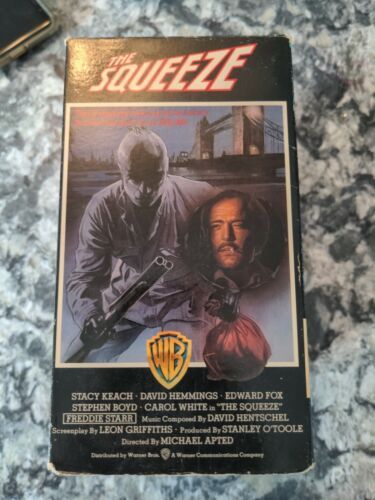 THE
SQUEEZE
WB
STACY KEACH · DAVID HEMMINGS · EDWARD FOX
STEPHEN BOYD · CAROL WHITE in "THE SQUEEZE"
FREDDIE STARR Music Composed By DAVID HENTSCHEL
Screenplay By LEON GRIFFITHS · Produced By STANLEY O'TOOLE
Directed By MICHAEL APTED
Distributed by Warner Bros. A Warner Communications Company